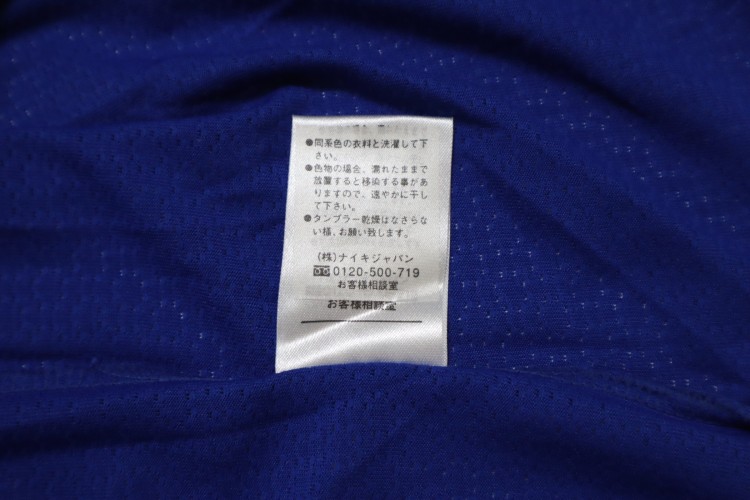 ●同系色の衣料と洗濯して下
さい。
●色物の場合、濡れたままで
放置すると移染する事があ
りますので、速やかに干し
て下さい。
●タンブラー乾燥はなさらな
い様、お願い致します。
(株)ナイキジャパン
0120-500-719
お客様相談室
お客様相談室